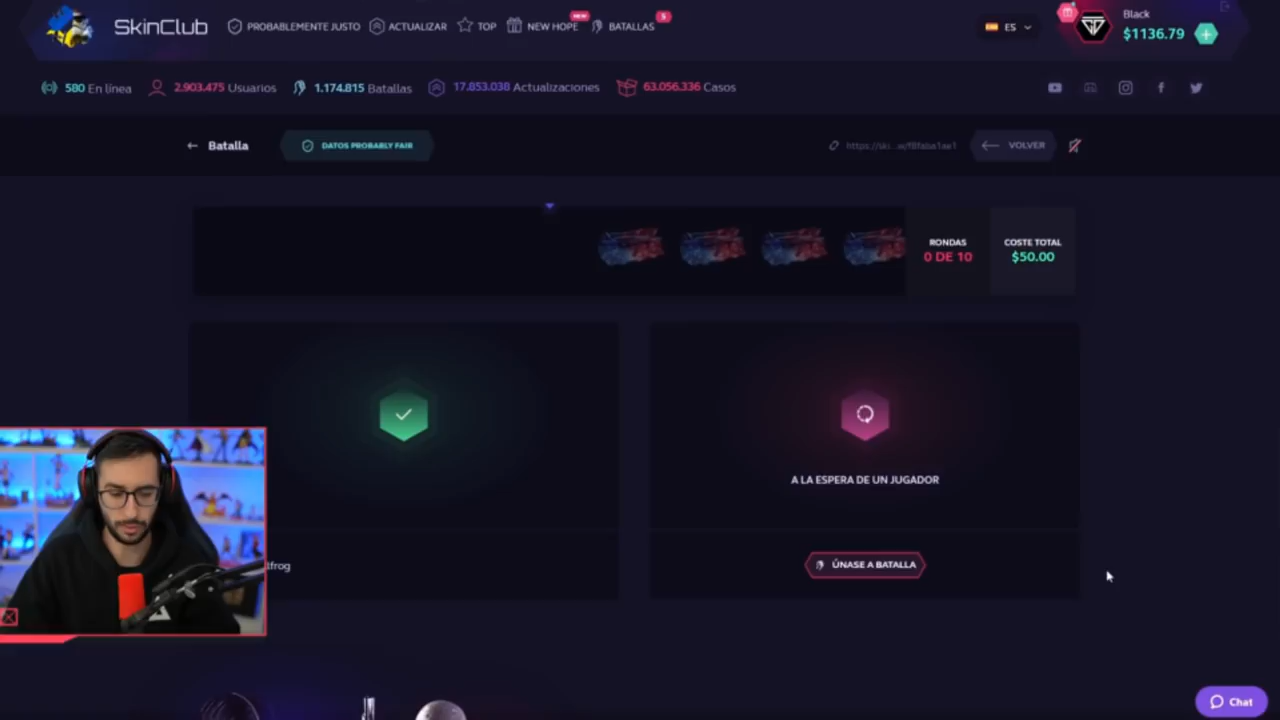 SkinClub
PROBABLEMENTE JUSTO
ACTUALIZAR
TOP
NEW HOPE
NEW
BATALLAS
5
ES
Black
$1136.79
580 En línea
2.903.475 Usuarios
1.174.815 Batallas
17.853.038 Actualizaciones
63.056.336 Casos
Batalla
DATOS PROBABLY FAIR
VOLVER
RONDAS
0 DE 10
COSTE TOTAL
$50.00
A LA ESPERA DE UN JUGADOR
lfrog
ÚNASE A BATALLA
Chat